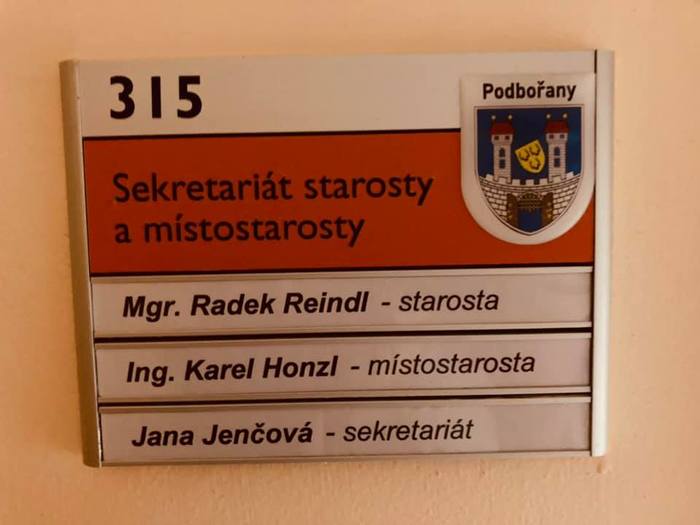 315
Podbořany
Sekretariát starosty
a místostarosty
Mgr. Radek Reindl - starosta
Ing. Karel Honzl - místostarosta
Jana Jenčová - sekretariát